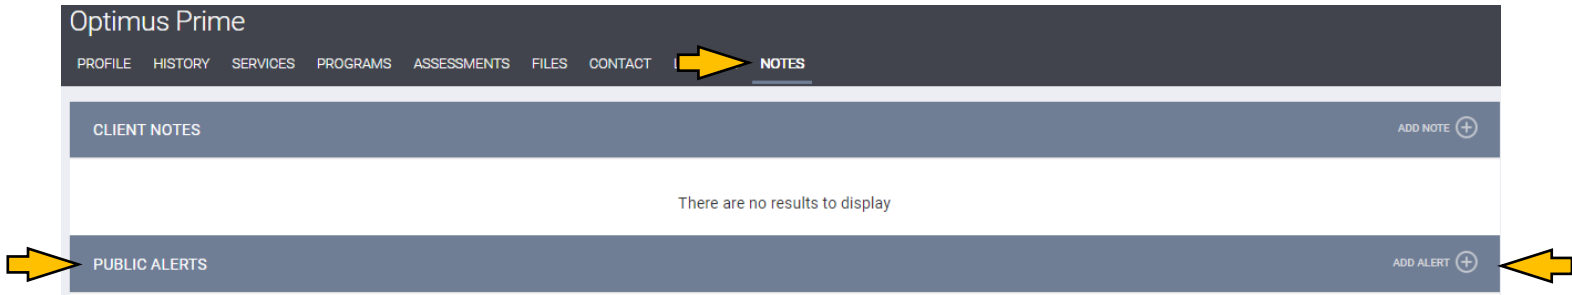 Optimus Prime
PROFILE HISTORY SERVICES PROGRAMS ASSESSMENTS FILES CONTACT NOTES
CLIENT NOTES ADD NOTE
There are no results to display
PUBLIC ALERTS ADD ALERT